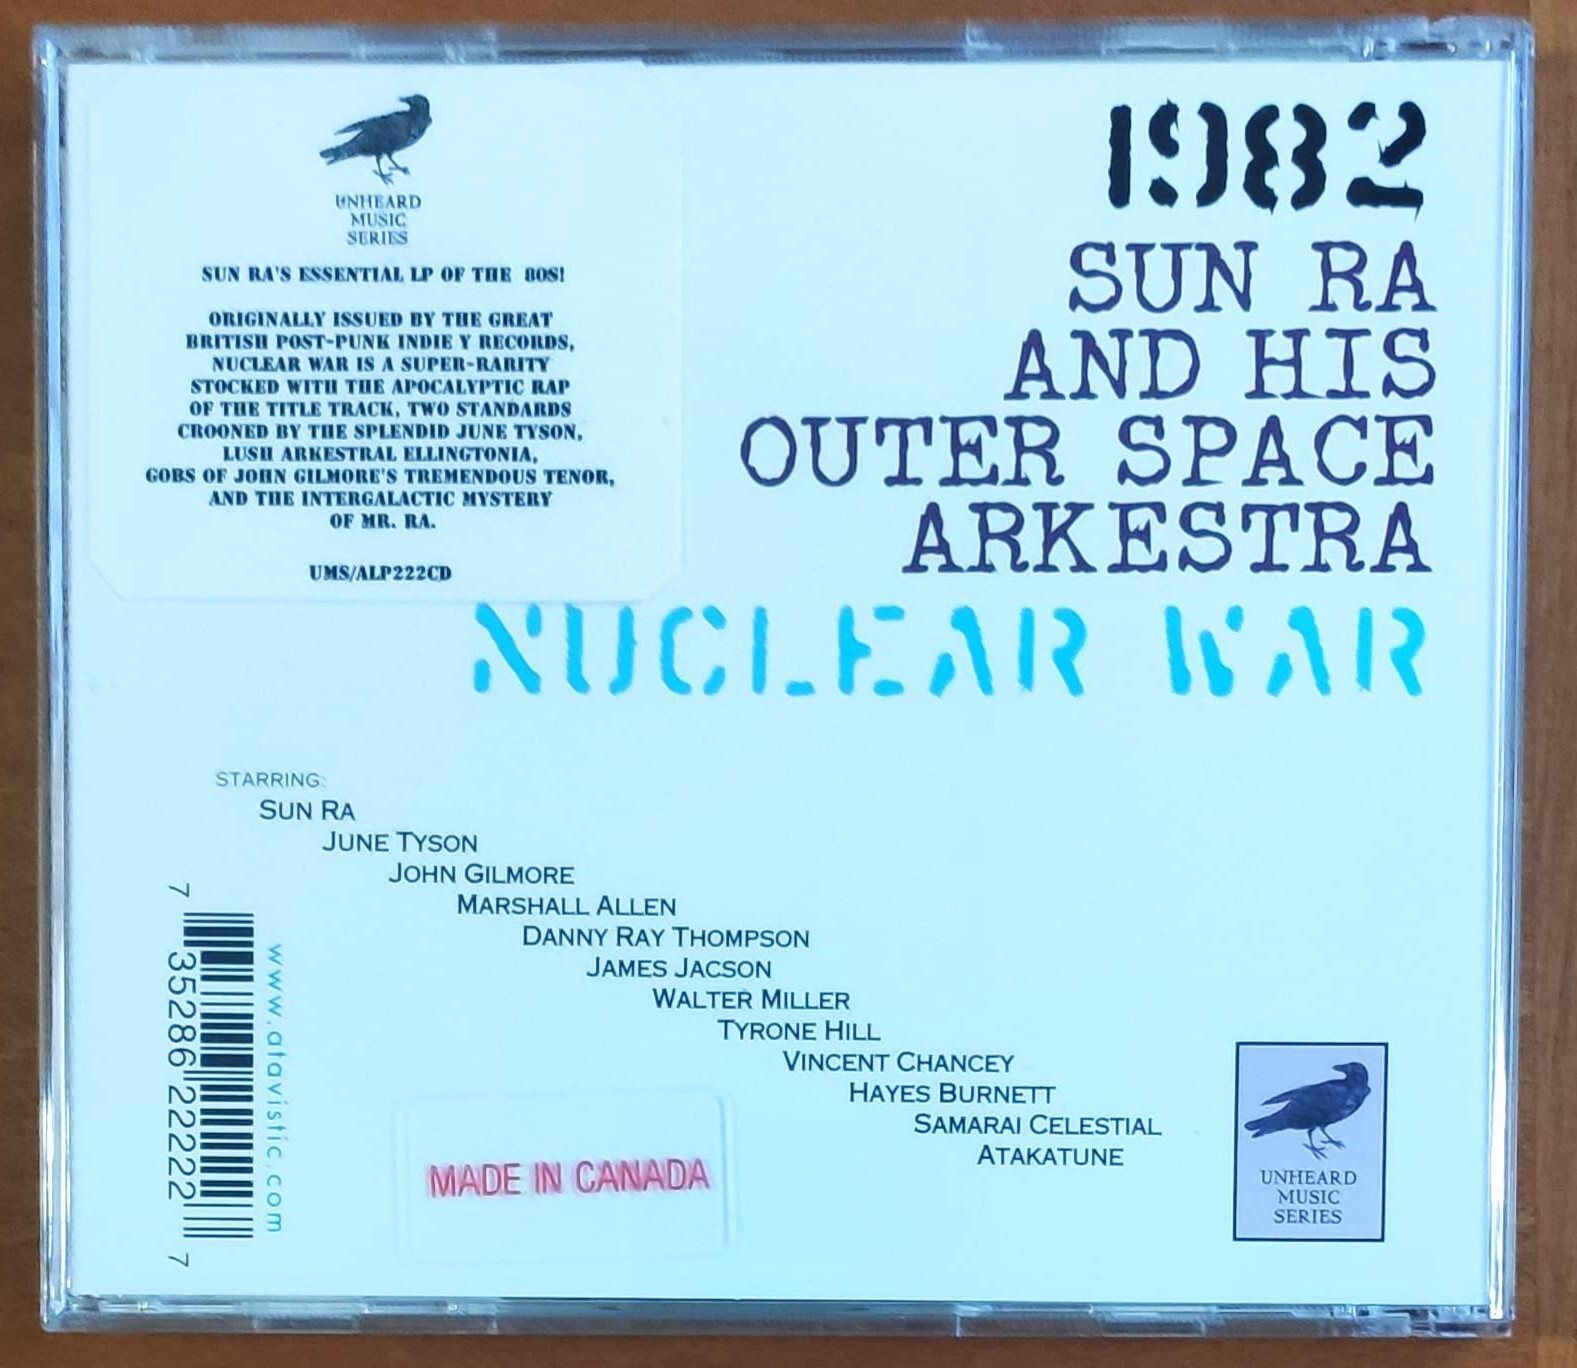 UNHEARD
MUSIC
SERIES
SUN RA'S ESSENTIAL LP OF THE 80S!
ORIGINALLY ISSUED BY THE GREAT
BRITISH POST-PUNK INDIE Y RECORDS,
NUCLEAR WAR IS A SUPER-RARITY
STOCKED WITH THE APOCALYPTIC RAP
OF THE TITLE TRACK, TWO STANDARDS
CROONED BY THE SPLENDID JUNE TYSON,
LUSH ARKESTRAL ELLINGTONIA,
GOBS OF JOHN GILMORE'S TREMENDOUS TENOR,
AND THE INTERGALACTIC MYSTERY
OF MR. RA.
UMS/ALP222CD
1982
SUN RA
AND HIS
OUTER SPACE
ARKESTRA
NUCLEAR WAR
STARRING:
SUN RA
JUNE TYSON
JOHN GILMORE
MARSHALL ALLEN
DANNY RAY THOMPSON
JAMES JACSON
WALTER MILLER
TYRONE HILL
VINCENT CHANCEY
HAYES BURNETT
SAMARAI CELESTIAL
ATAKATUNE
7 35286 22222 7
www.atavistic.com
MADE IN CANADA
UNHEARD
MUSIC
SERIES